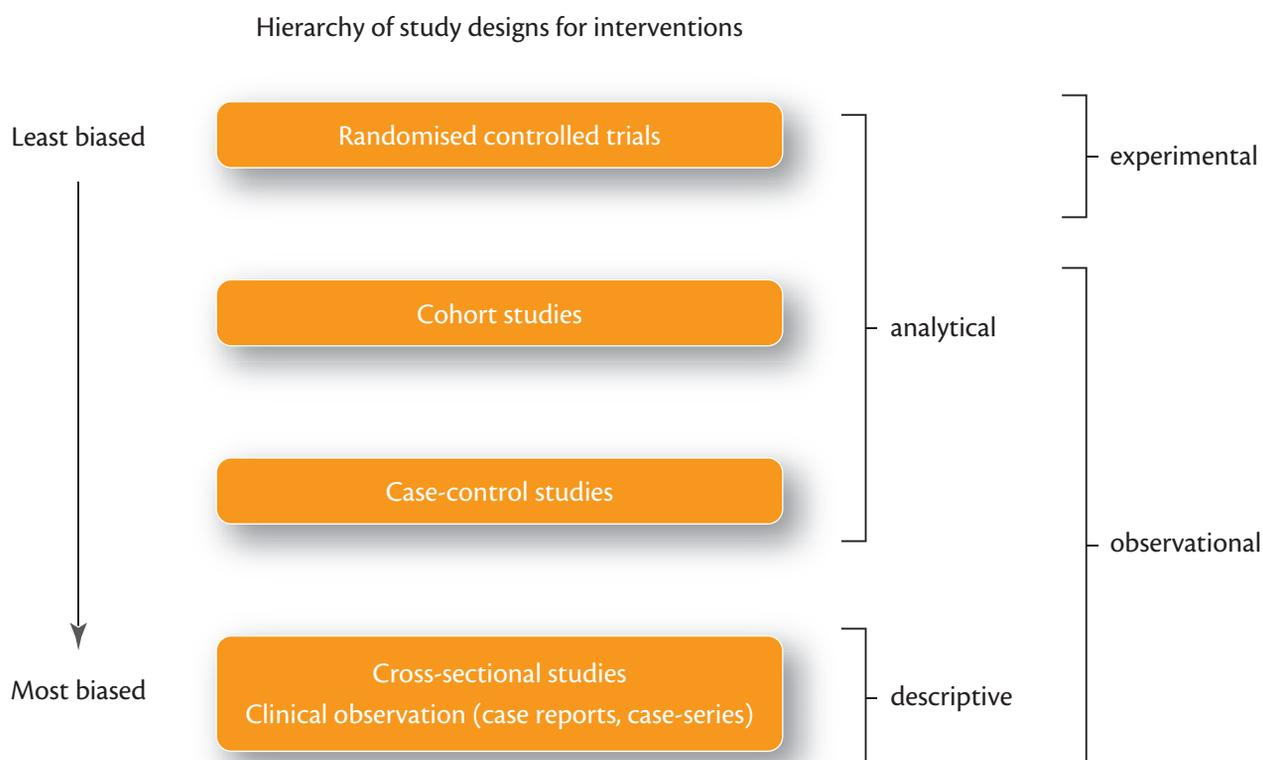 Hierarchy of study designs for interventions
Least biased
Randomised controlled trials
experimental
Cohort studies
analytical
Case-control studies
observational
Most biased
Cross-sectional studies
Clinical observation (case reports, case-series)
descriptive